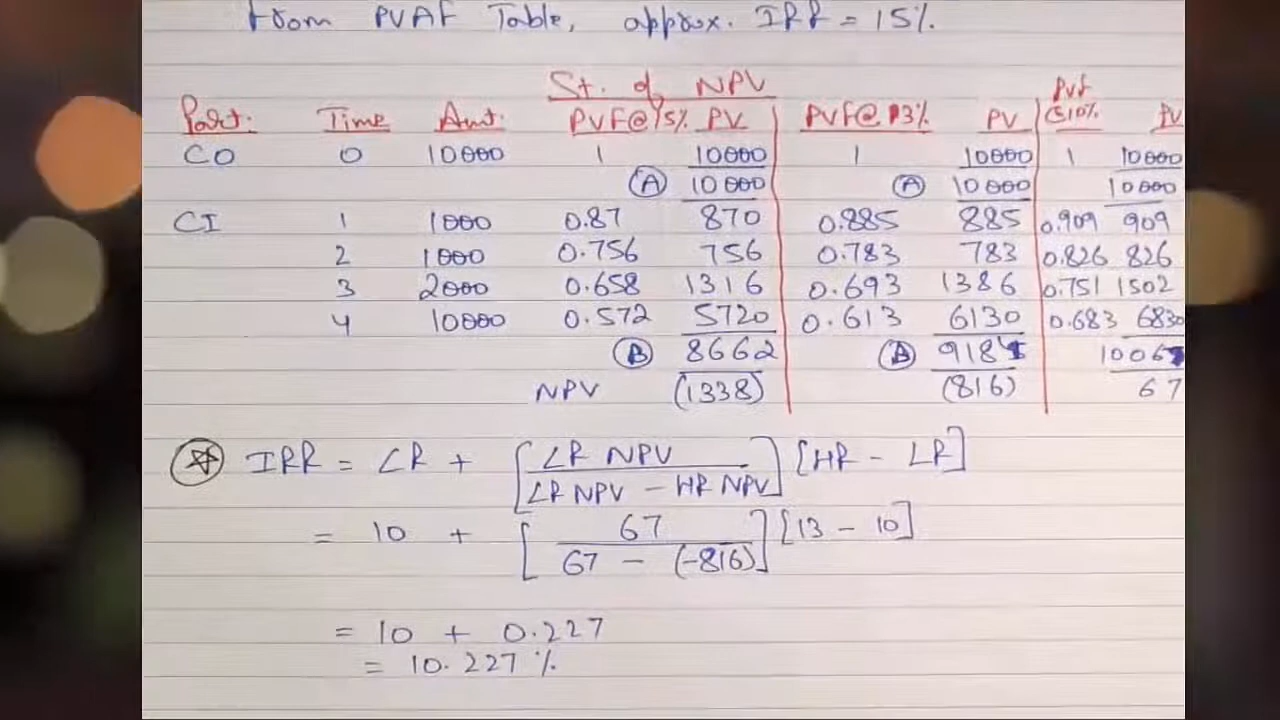 from PVAF Table, approx. IRR = 15%.
St. of NPV
Part. Time Amt. PVF@15% PV PVF@13% PV PVF @10% PV
CO 0 10000 1 10000 1 10000 1 10000
A 10000 A 10000 10000
CI 1 1000 0.87 870 0.885 885 0.909 909
2 1000 0.756 756 0.783 783 0.826 826
3 2000 0.658 1316 0.693 1386 0.751 1502
4 10000 0.572 5720 0.613 6130 0.683 6830
B 8662 B 9184 10067
NPV (1338) (816) 67
IRR = LR + [LR NPV / LR NPV - HR NPV] [HR - LR]
= 10 + [67 / 67 - (-816)] [13 - 10]
= 10 + 0.227
= 10.227 %